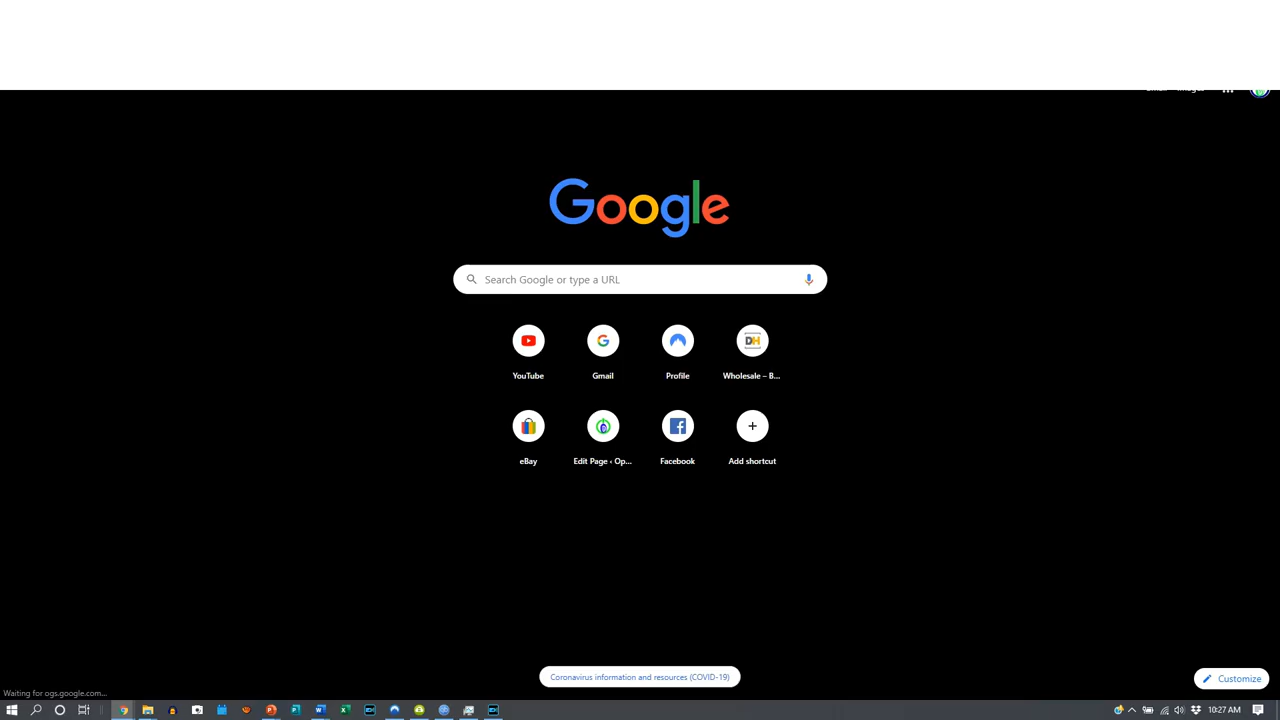 Google
Search Google or type a URL
YouTube
Gmail
Profile
Wholesale – B...
eBay
Edit Page ‹ Op...
Facebook
Add shortcut
Coronavirus information and resources (COVID-19)
Customize
Waiting for ogs.google.com...
10:27 AM